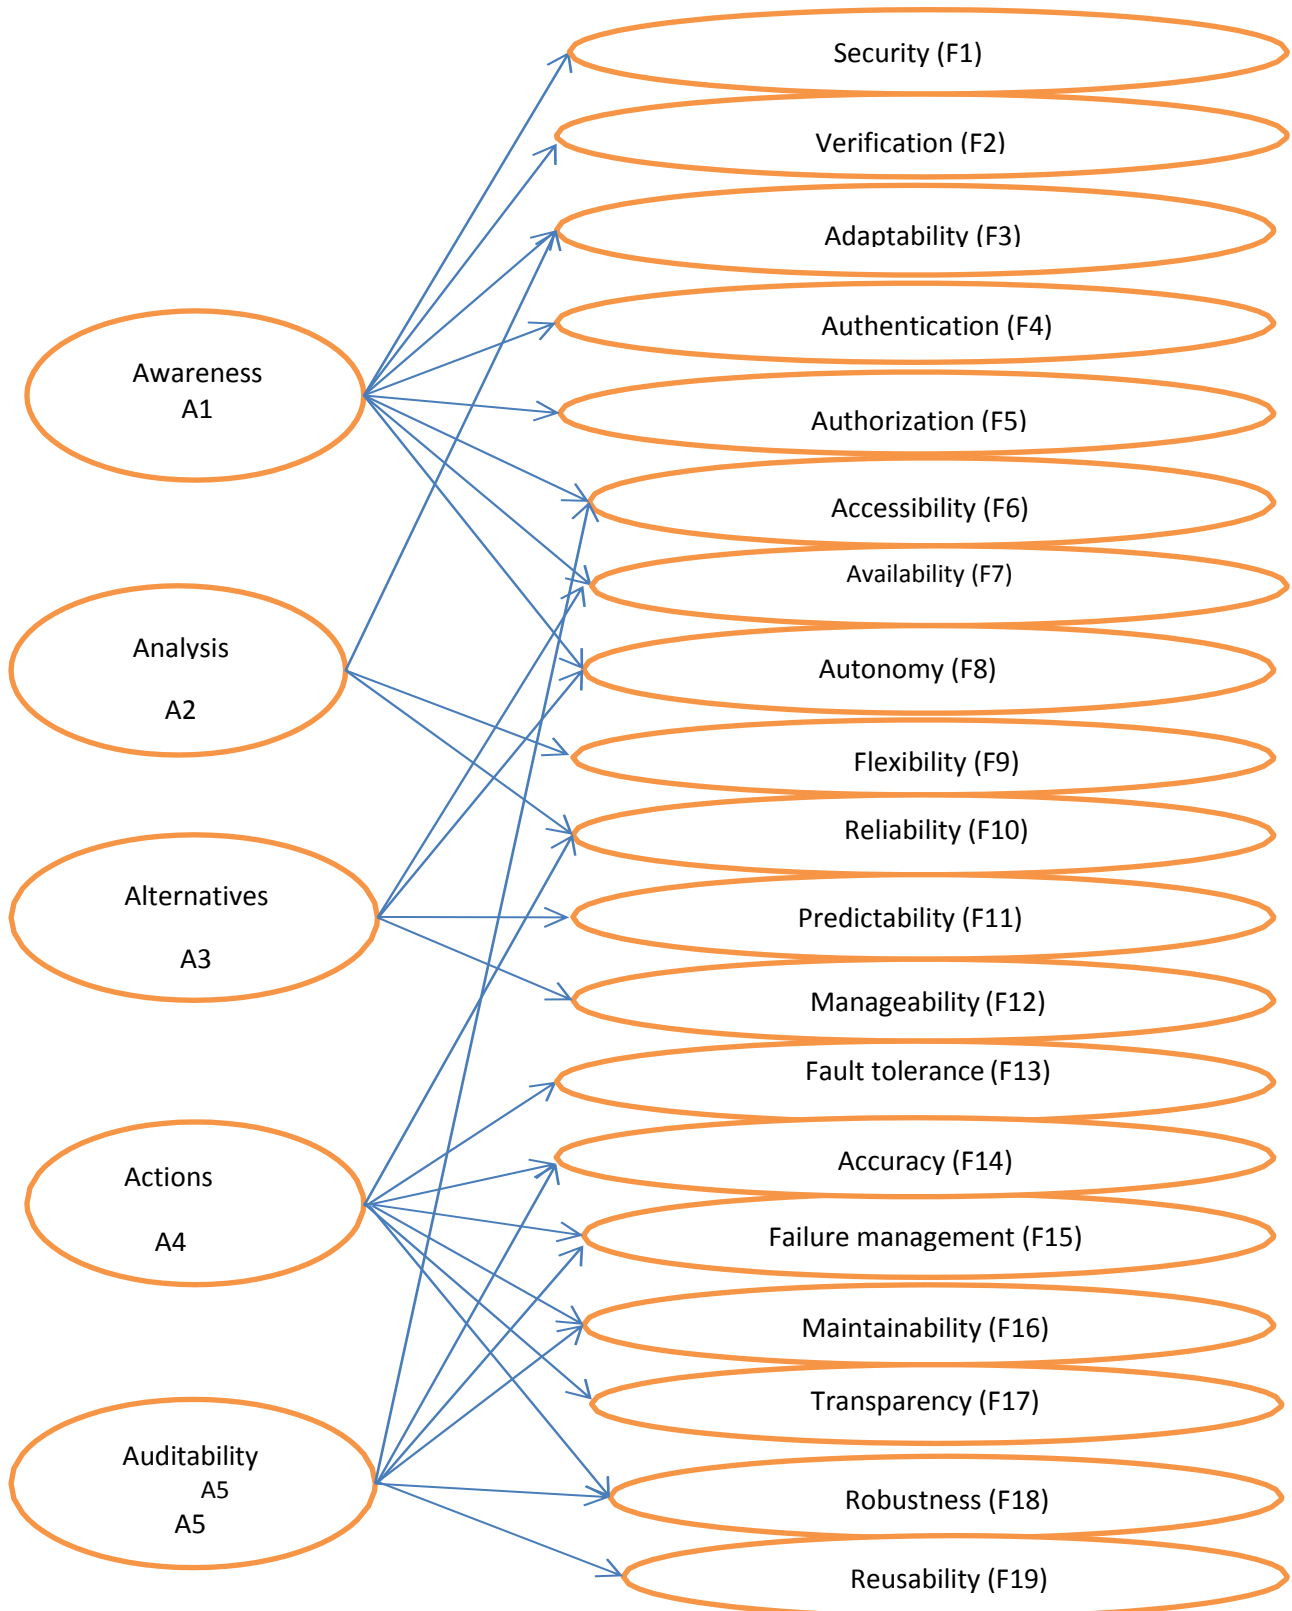 Security (F1)
Verification (F2)
Adaptability (F3)
Authentication (F4)
Authorization (F5)
Accessibility (F6)
Availability (F7)
Autonomy (F8)
Flexibility (F9)
Reliability (F10)
Predictability (F11)
Manageability (F12)
Fault tolerance (F13)
Accuracy (F14)
Failure management (F15)
Maintainability (F16)
Transparency (F17)
Robustness (F18)
Reusability (F19)
Awareness
A1
Analysis
A2
Alternatives
A3
Actions
A4
Auditability
A5
A5